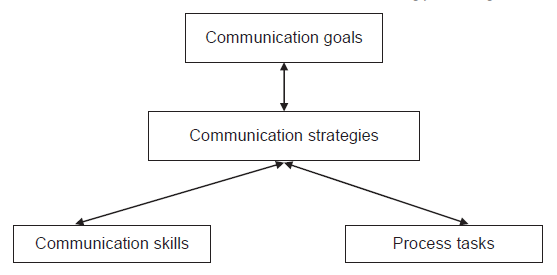 Communication goals
Communication strategies
Communication skills
Process tasks